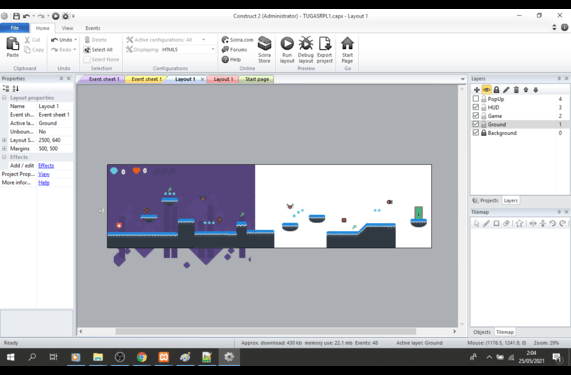 Construct 2 (Administrator) - TUGASRPL1.capx - Layout 1
File Home View Events
Paste Cut Copy
Undo Redo
Delete Select All Select None
Active configurations: All
Displaying: HTML5
Scirra.com Forums Help
Scirra Store
Run layout Debug layout Export project
Start Page
Clipboard Undo Selection Configurations Online Preview Go
Properties
Event sheet 1 Event sheet 1 Layout 1 Layout 1 Start page
Layers
Layout properties
Name Layout 1
Event sh... Event sheet 1
Active la... Ground
Unboun... No
Layout S... 2500, 640
Margins 500, 500
Effects
Add / edit Effects
Project Prop... View
More infor... Help
0 0
PopUp 4
HUD 3
Game 2
Ground 1
Background 0
Projects Layers
Tilemap
Objects Tilemap
Ready Approx. download: 430 kb memory use: 22.1 mb Events: 48 Active layer: Ground Mouse: (1176.5, 1241.9, 0) Zoom: 29%
2:04
25/05/2021